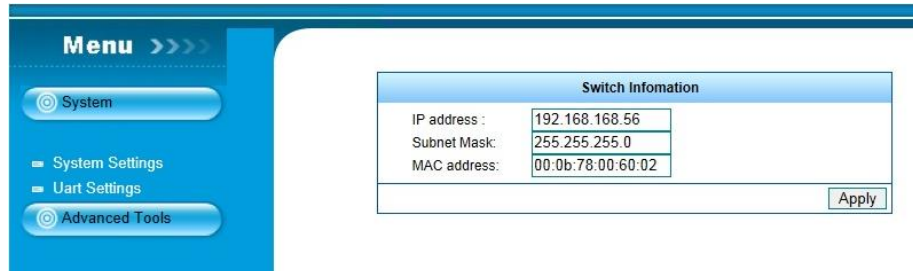 Menu
System
System Settings
Uart Settings
Advanced Tools
Switch Infomation
IP address : 192.168.168.56
Subnet Mask: 255.255.255.0
MAC address: 00:0b:78:00:60:02
Apply